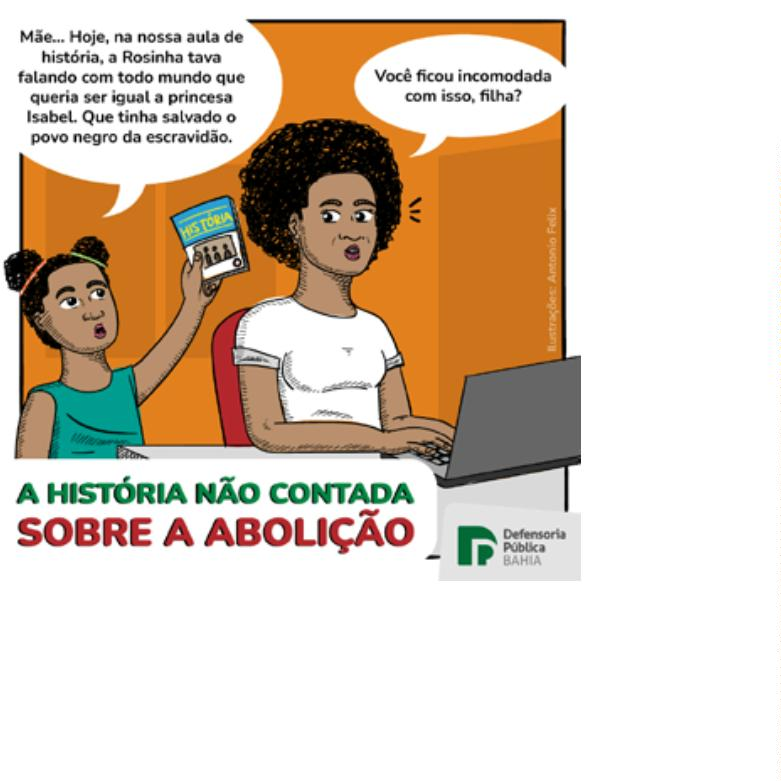 Mãe... Hoje, na nossa aula de
história, a Rosinha tava
falando com todo mundo que
queria ser igual a princesa
Isabel. Que tinha salvado o
povo negro da escravidão.
Você ficou incomodada
com isso, filha?
HISTÓRIA
Ilustrações: Antonio Felix
A HISTÓRIA NÃO CONTADA
SOBRE A ABOLIÇÃO
Defensoria
Pública
BAHIA